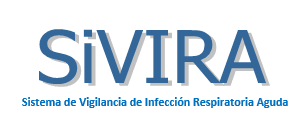 SiVIRA
Sistema de Vigilancia de Infección Respiratoria Aguda